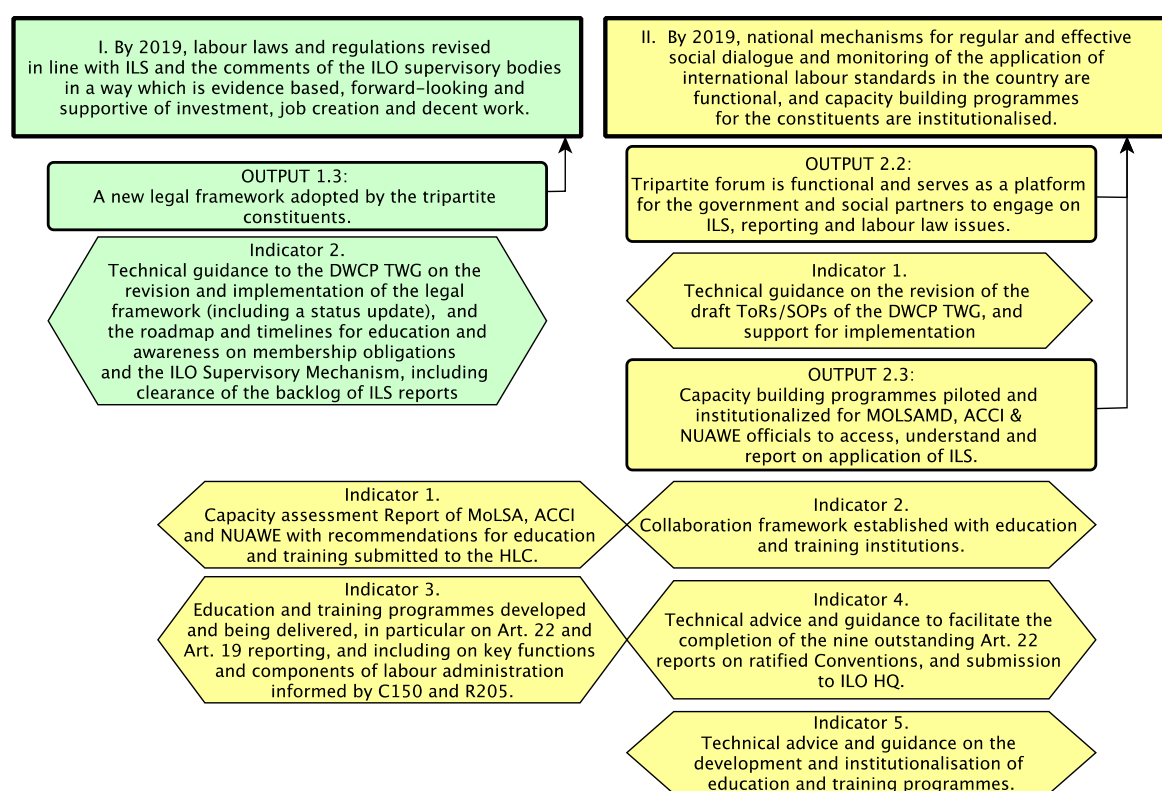 I. By 2019, labour laws and regulations revised
in line with ILS and the comments of the ILO supervisory bodies
in a way which is evidence based, forward-looking and
supportive of investment, job creation and decent work.
OUTPUT 1.3:
A new legal framework adopted by the tripartite
constituents.
Indicator 2.
Technical guidance to the DWCP TWG on the
revision and implementation of the legal
framework (including a status update),  and
the roadmap and timelines for education and
awareness on membership obligations
and the ILO Supervisory Mechanism, including
clearance of the backlog of ILS reports
II.  By 2019, national mechanisms for regular and effective
social dialogue and monitoring of the application of
international labour standards in the country are
functional, and capacity building programmes
for the constituents are institutionalised.
OUTPUT 2.2:
Tripartite forum is functional and serves as a platform
for the government and social partners to engage on
ILS, reporting and labour law issues.
Indicator 1.
Technical guidance on the revision of the
draft ToRs/SOPs of the DWCP TWG, and
support for implementation
OUTPUT 2.3:
Capacity building programmes piloted and
institutionalized for MOLSAMD, ACCI &
NUAWE officials to access, understand and
report on application of ILS.
Indicator 1.
Capacity assessment Report of MoLSA, ACCI
and NUAWE with recommendations for education
and training submitted to the HLC.
Indicator 2.
Collaboration framework established with education
and training institutions.
Indicator 3.
Education and training programmes developed
and being delivered, in particular on Art. 22 and
Art. 19 reporting, and including on key functions
and components of labour administration
informed by C150 and R205.
Indicator 4.
Technical advice and guidance to facilitate the
completion of the nine outstanding Art. 22
reports on ratified Conventions, and submission
to ILO HQ.
Indicator 5.
Technical advice and guidance on the
development and institutionalisation of
education and training programmes.